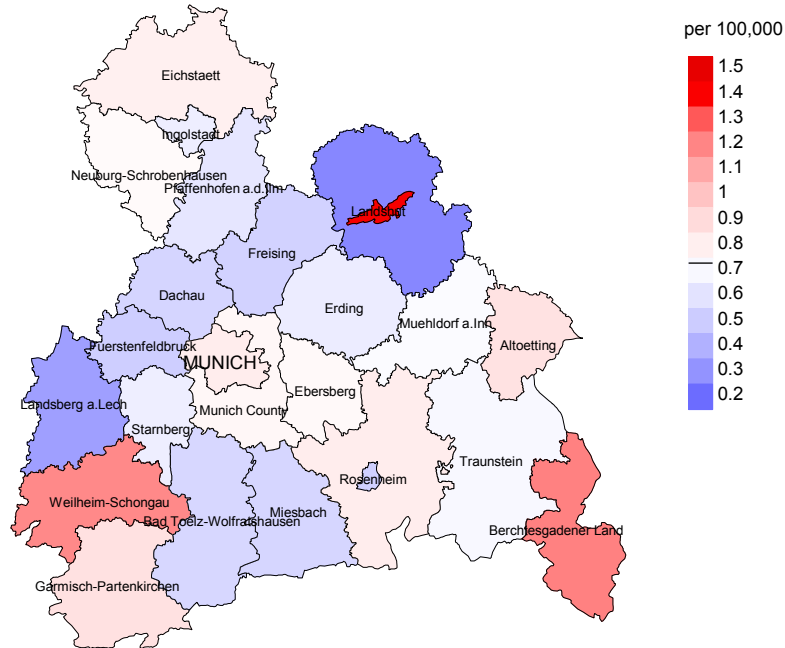 per 100,000
1.5
1.4
1.3
1.2
1.1
1
0.9
0.8
0.7
0.6
0.5
0.4
0.3
0.2
Eichstaett
Ingolstadt
Neuburg-Schrobenhausen
Pfaffenhofen a.d.Ilm
Landshut
Freising
Dachau
Erding
Muehldorf a.Inn
Altoetting
Fuerstenfeldbruck
MUNICH
Ebersberg
Landsberg a.Lech
Munich County
Starnberg
Traunstein
Rosenheim
Weilheim-Schongau
Miesbach
Bad Toelz-Wolfratshausen
Berchtesgadener Land
Garmisch-Partenkirchen